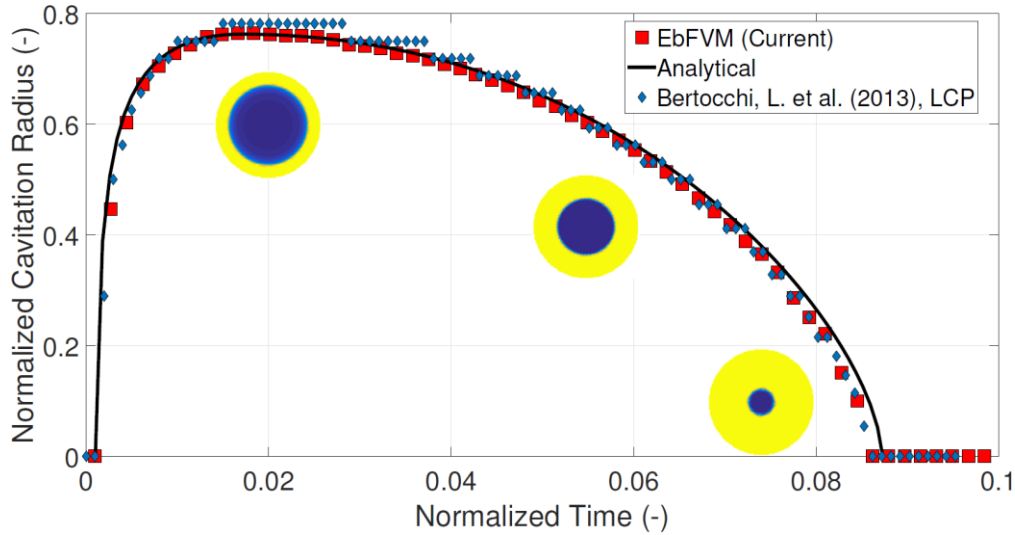 0.8
0.6
0.4
0.2
0
Normalized Cavitation Radius (-)
EbFVM (Current)
Analytical
Bertocchi, L. et al. (2013), LCP
0
0.02
0.04
0.06
0.08
0.1
Normalized Time (-)